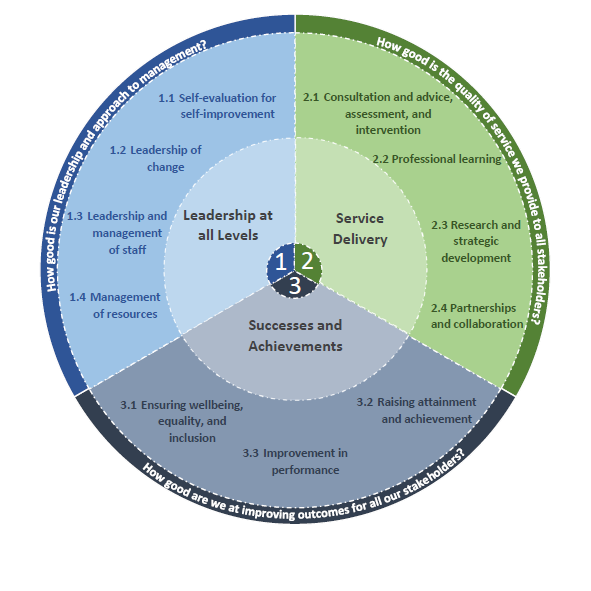 How good is our leadership and approach to management?
How good is the quality of service we provide to all stakeholders?
1.1 Self-evaluation for
self-improvement
1.2 Leadership of
change
1.3 Leadership and
management
of staff
1.4 Management
of resources
2.1 Consultation and advice,
assessment, and
intervention
2.2 Professional learning
2.3 Research and
strategic
development
2.4 Partnerships
and collaboration
Leadership at
all Levels
Service
Delivery
1
2
3
Successes and
Achievements
3.1 Ensuring wellbeing,
equality, and
inclusion
3.2 Raising attainment
and achievement
3.3 Improvement in
performance
How good are we at improving outcomes for all our stakeholders?